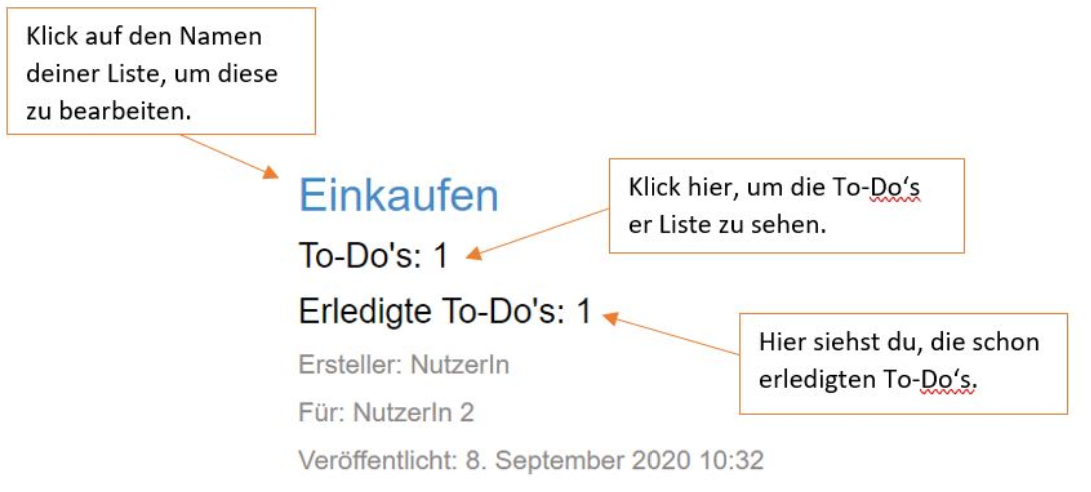 Klick auf den Namen
deiner Liste, um diese
zu bearbeiten.
Einkaufen
Klick hier, um die To-Do‘s
er Liste zu sehen.
To-Do's: 1
Erledigte To-Do's: 1
Hier siehst du, die schon
erledigten To-Do‘s.
Ersteller: NutzerIn
Für: NutzerIn 2
Veröffentlicht: 8. September 2020 10:32